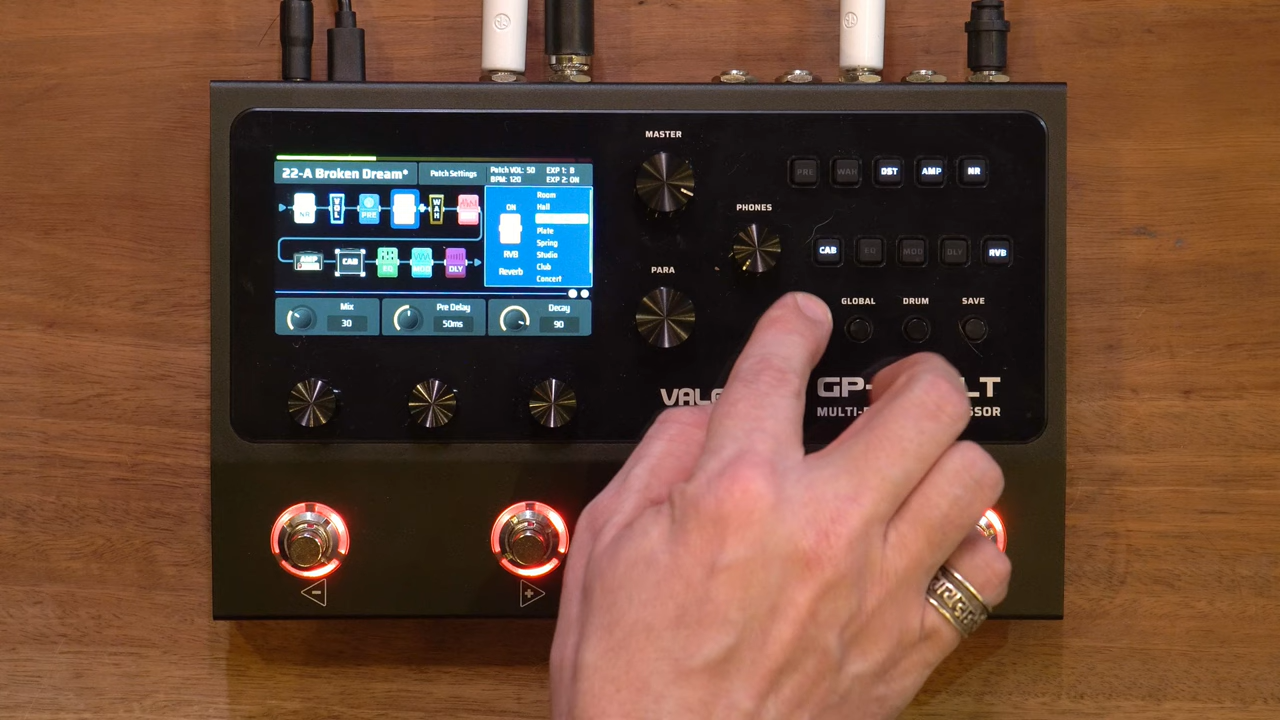 MASTER
22-A Broken Dream*
Patch Settings
Patch VOL: 50 EXP 1: B
BPM: 120 EXP 2: ON
NR
VOL
PRE
WAH
ON
RVB
Reverb
Room
Hall
Plate
Spring
Studio
Club
Concert
AMP
CAB
EQ
MOD
DLY
Mix
30
Pre Delay
50ms
Decay
90
PHONES
PARA
PRE
WAH
DST
AMP
NR
CAB
EQ
MOD
DLY
RVB
GLOBAL
DRUM
SAVE
GP-
LT
MULTI-
-
+